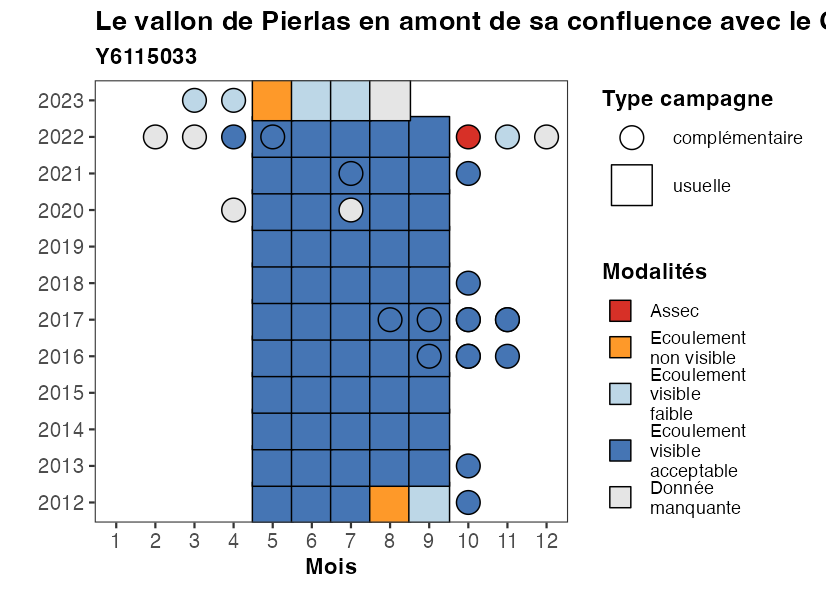 Le vallon de Pierlas en amont de sa confluence avec le
Y6115033
2023
2022
2021
2020
2019
2018
2017
2016
2015
2014
2013
2012
1 2 3 4 5 6 7 8 9 10 11 12
Mois
Type campagne
complémentaire
usuelle
Modalités
Assec
Ecoulement
non visible
Ecoulement
visible
faible
Ecoulement
visible
acceptable
Donnée
manquante